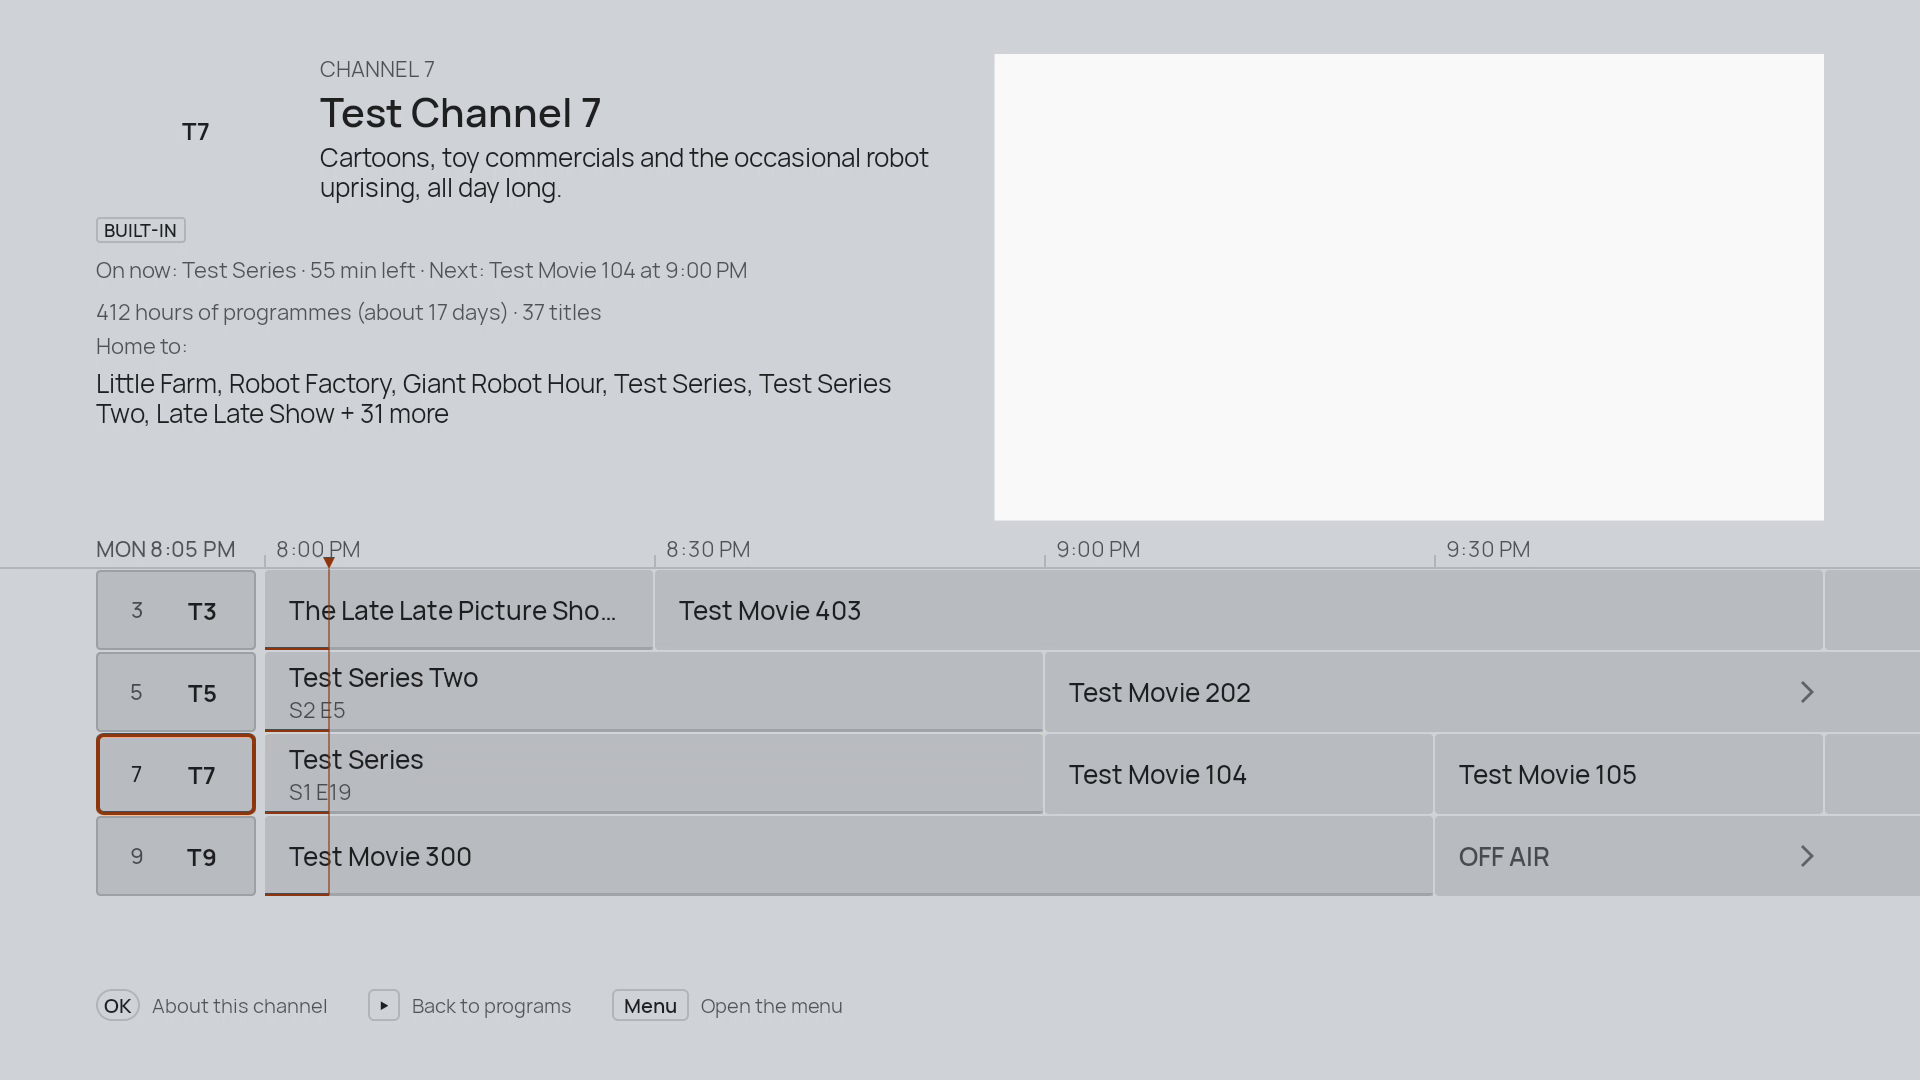 CHANNEL 7
Test Channel 7
T7
Cartoons, toy commercials and the occasional robot
uprising, all day long.
BUILT-IN
On now: Test Series · 55 min left · Next: Test Movie 104 at 9:00 PM
412 hours of programmes (about 17 days) · 37 titles
Home to:
Little Farm, Robot Factory, Giant Robot Hour, Test Series, Test Series
Two, Late Late Show + 31 more
MON 8:05 PM 8:00 PM 8:30 PM 9:00 PM 9:30 PM
3 T3 The Late Late Picture Sho... Test Movie 403
5 T5 Test Series Two Test Movie 202
S2 E5
7 T7 Test Series Test Movie 104 Test Movie 105
S1 E19
9 T9 Test Movie 300 OFF AIR
OK About this channel Back to programs Menu Open the menu